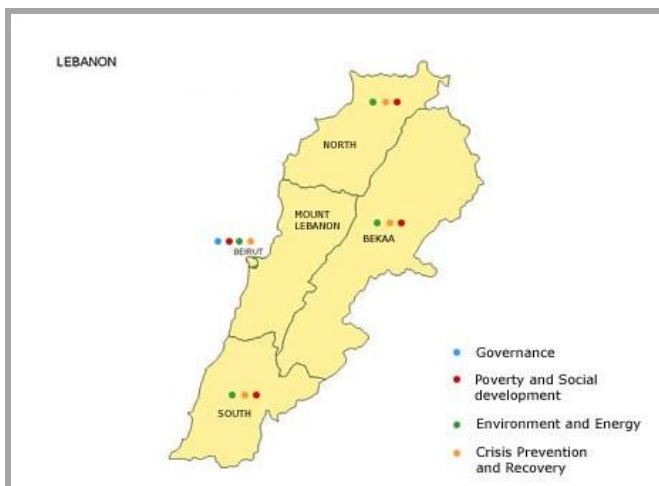 LEBANON
NORTH
MOUNT
LEBANON
BEKAA
BEIRUT
SOUTH
Governance
Poverty and Social
development
Environment and Energy
Crisis Prevention
and Recovery